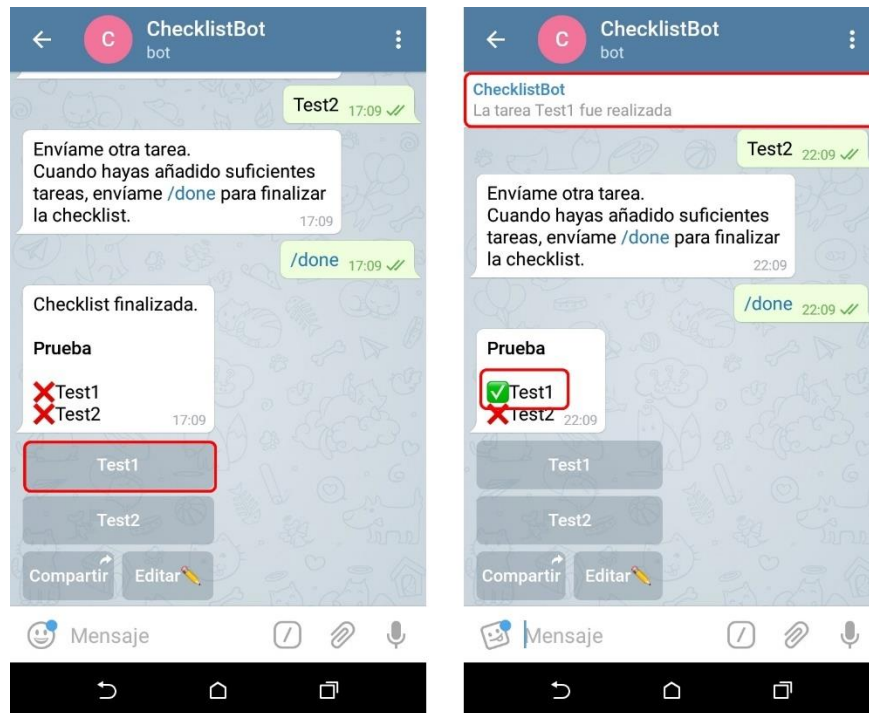 ChecklistBot
bot
C
Test2 17:09
Envíame otra tarea.
Cuando hayas añadido suficientes
tareas, envíame /done para finalizar
la checklist.
17:09
/done 17:09
Checklist finalizada.
Prueba
❌Test1
❌Test2 17:09
Test1
Test2
Compartir Editar✏️
Mensaje
ChecklistBot
bot
C
ChecklistBot
La tarea Test1 fue realizada
Test2 22:09
Envíame otra tarea.
Cuando hayas añadido suficientes
tareas, envíame /done para finalizar
la checklist.
22:09
/done 22:09
Prueba
✅Test1
❌Test2 22:09
Test1
Test2
Compartir Editar✏️
Mensaje